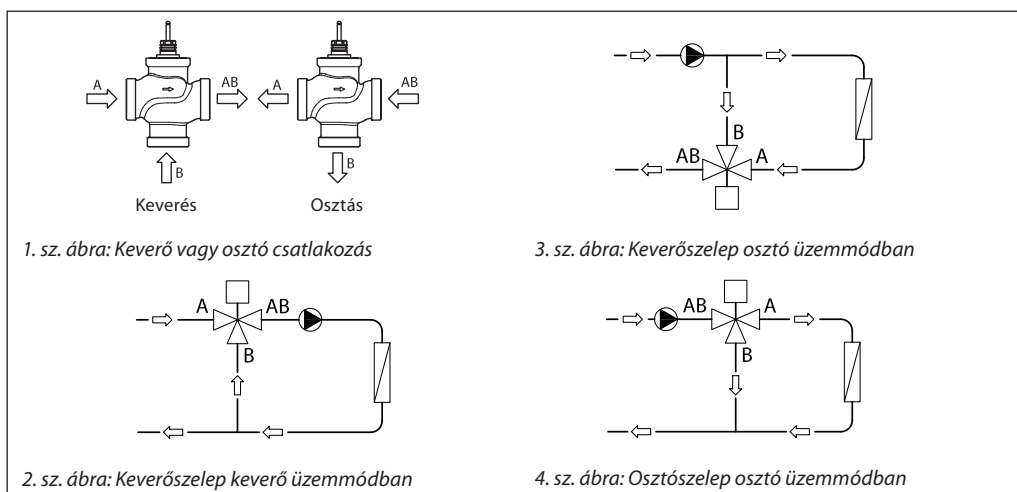 A AB A AB
B B
Keverés Osztás
1. sz. ábra: Keverő vagy osztó csatlakozás
B
AB A
3. sz. ábra: Keverőszelep osztó üzemmódban
A AB
B
2. sz. ábra: Keverőszelep keverő üzemmódban
AB A
B
4. sz. ábra: Osztószelep osztó üzemmódban